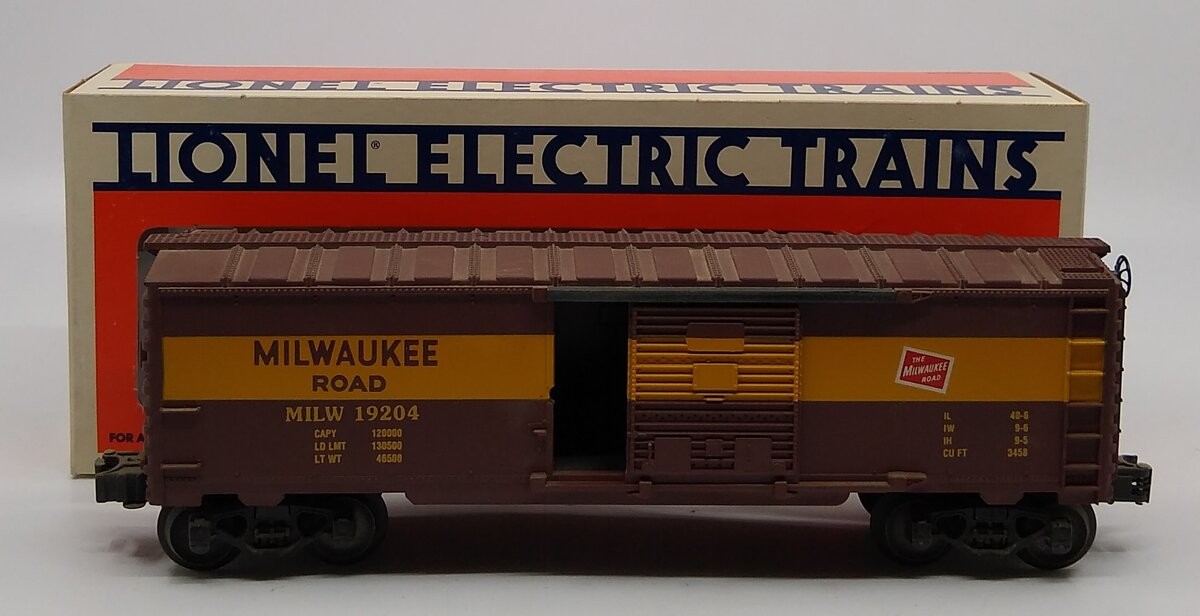 LIONEL ELECTRIC TRAINS
LIONEL® ELECTRIC TRAINS
FOR A
MILWAUKEE
ROAD
MILW 19204
CAPY 120000
LD LMT 130500
LT WT 46500
THE
MILWAUKEE
ROAD
IL 40-6
IW 9-6
IH 9-5
CU FT 3458